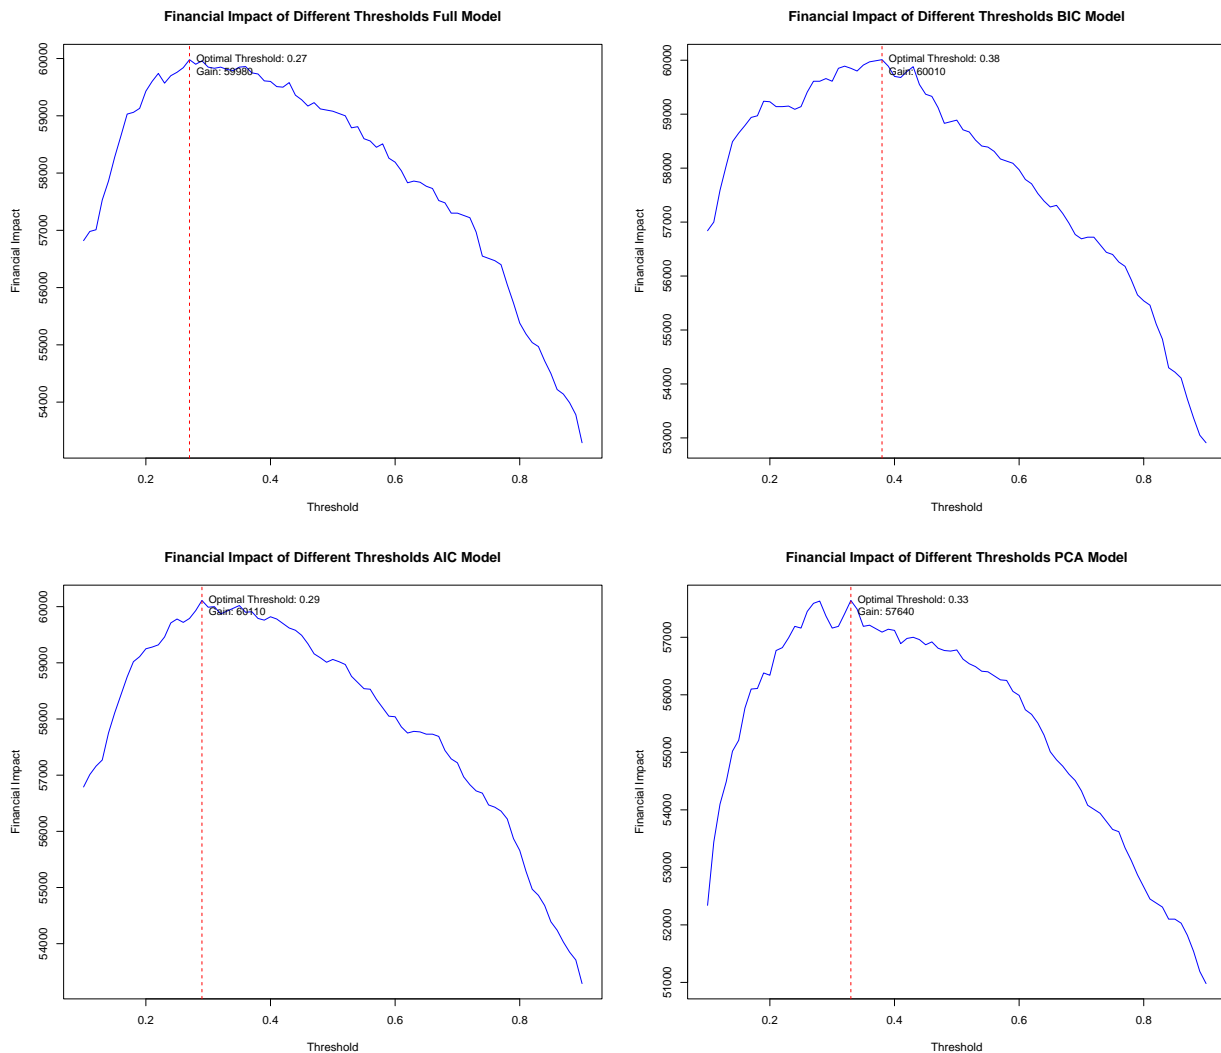 Financial Impact of Different Thresholds Full Model
Financial Impact
60000
59000
58000
57000
56000
55000
54000
Optimal Threshold: 0.27
Gain: 59980
0.2
0.4
0.6
0.8
Threshold
Financial Impact of Different Thresholds BIC Model
Financial Impact
60000
59000
58000
57000
56000
55000
54000
53000
Optimal Threshold: 0.38
Gain: 60010
0.2
0.4
0.6
0.8
Threshold
Financial Impact of Different Thresholds AIC Model
Financial Impact
60000
59000
58000
57000
56000
55000
54000
Optimal Threshold: 0.29
Gain: 60110
0.2
0.4
0.6
0.8
Threshold
Financial Impact of Different Thresholds PCA Model
Financial Impact
57000
56000
55000
54000
53000
52000
51000
Optimal Threshold: 0.33
Gain: 57640
0.2
0.4
0.6
0.8
Threshold